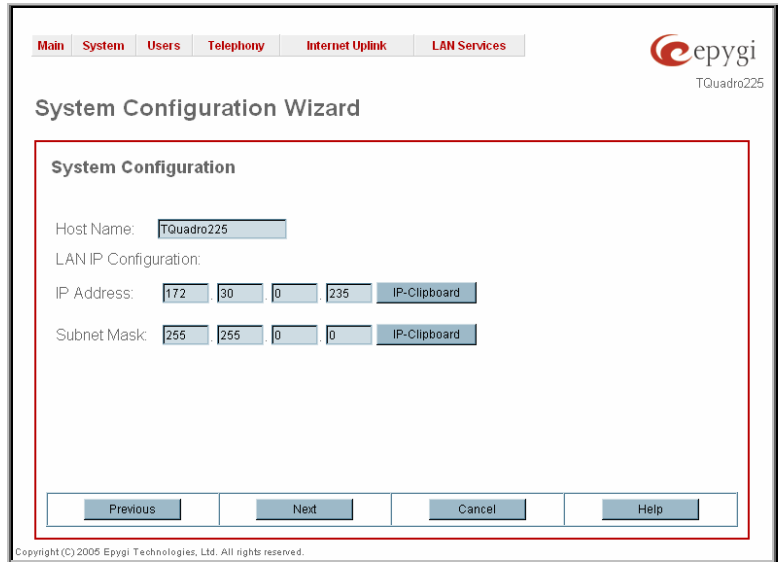 Main System Users Telephony Internet Uplink LAN Services
epygi
TQuadro225
System Configuration Wizard
System Configuration
Host Name: TQuadro225
LAN IP Configuration:
IP Address: 172 . 30 . 0 . 235 IP-Clipboard
Subnet Mask: 255 . 255 . 0 . 0 IP-Clipboard
Previous Next Cancel Help
Copyright (C) 2005 Epygi Technologies, Ltd. All rights reserved.